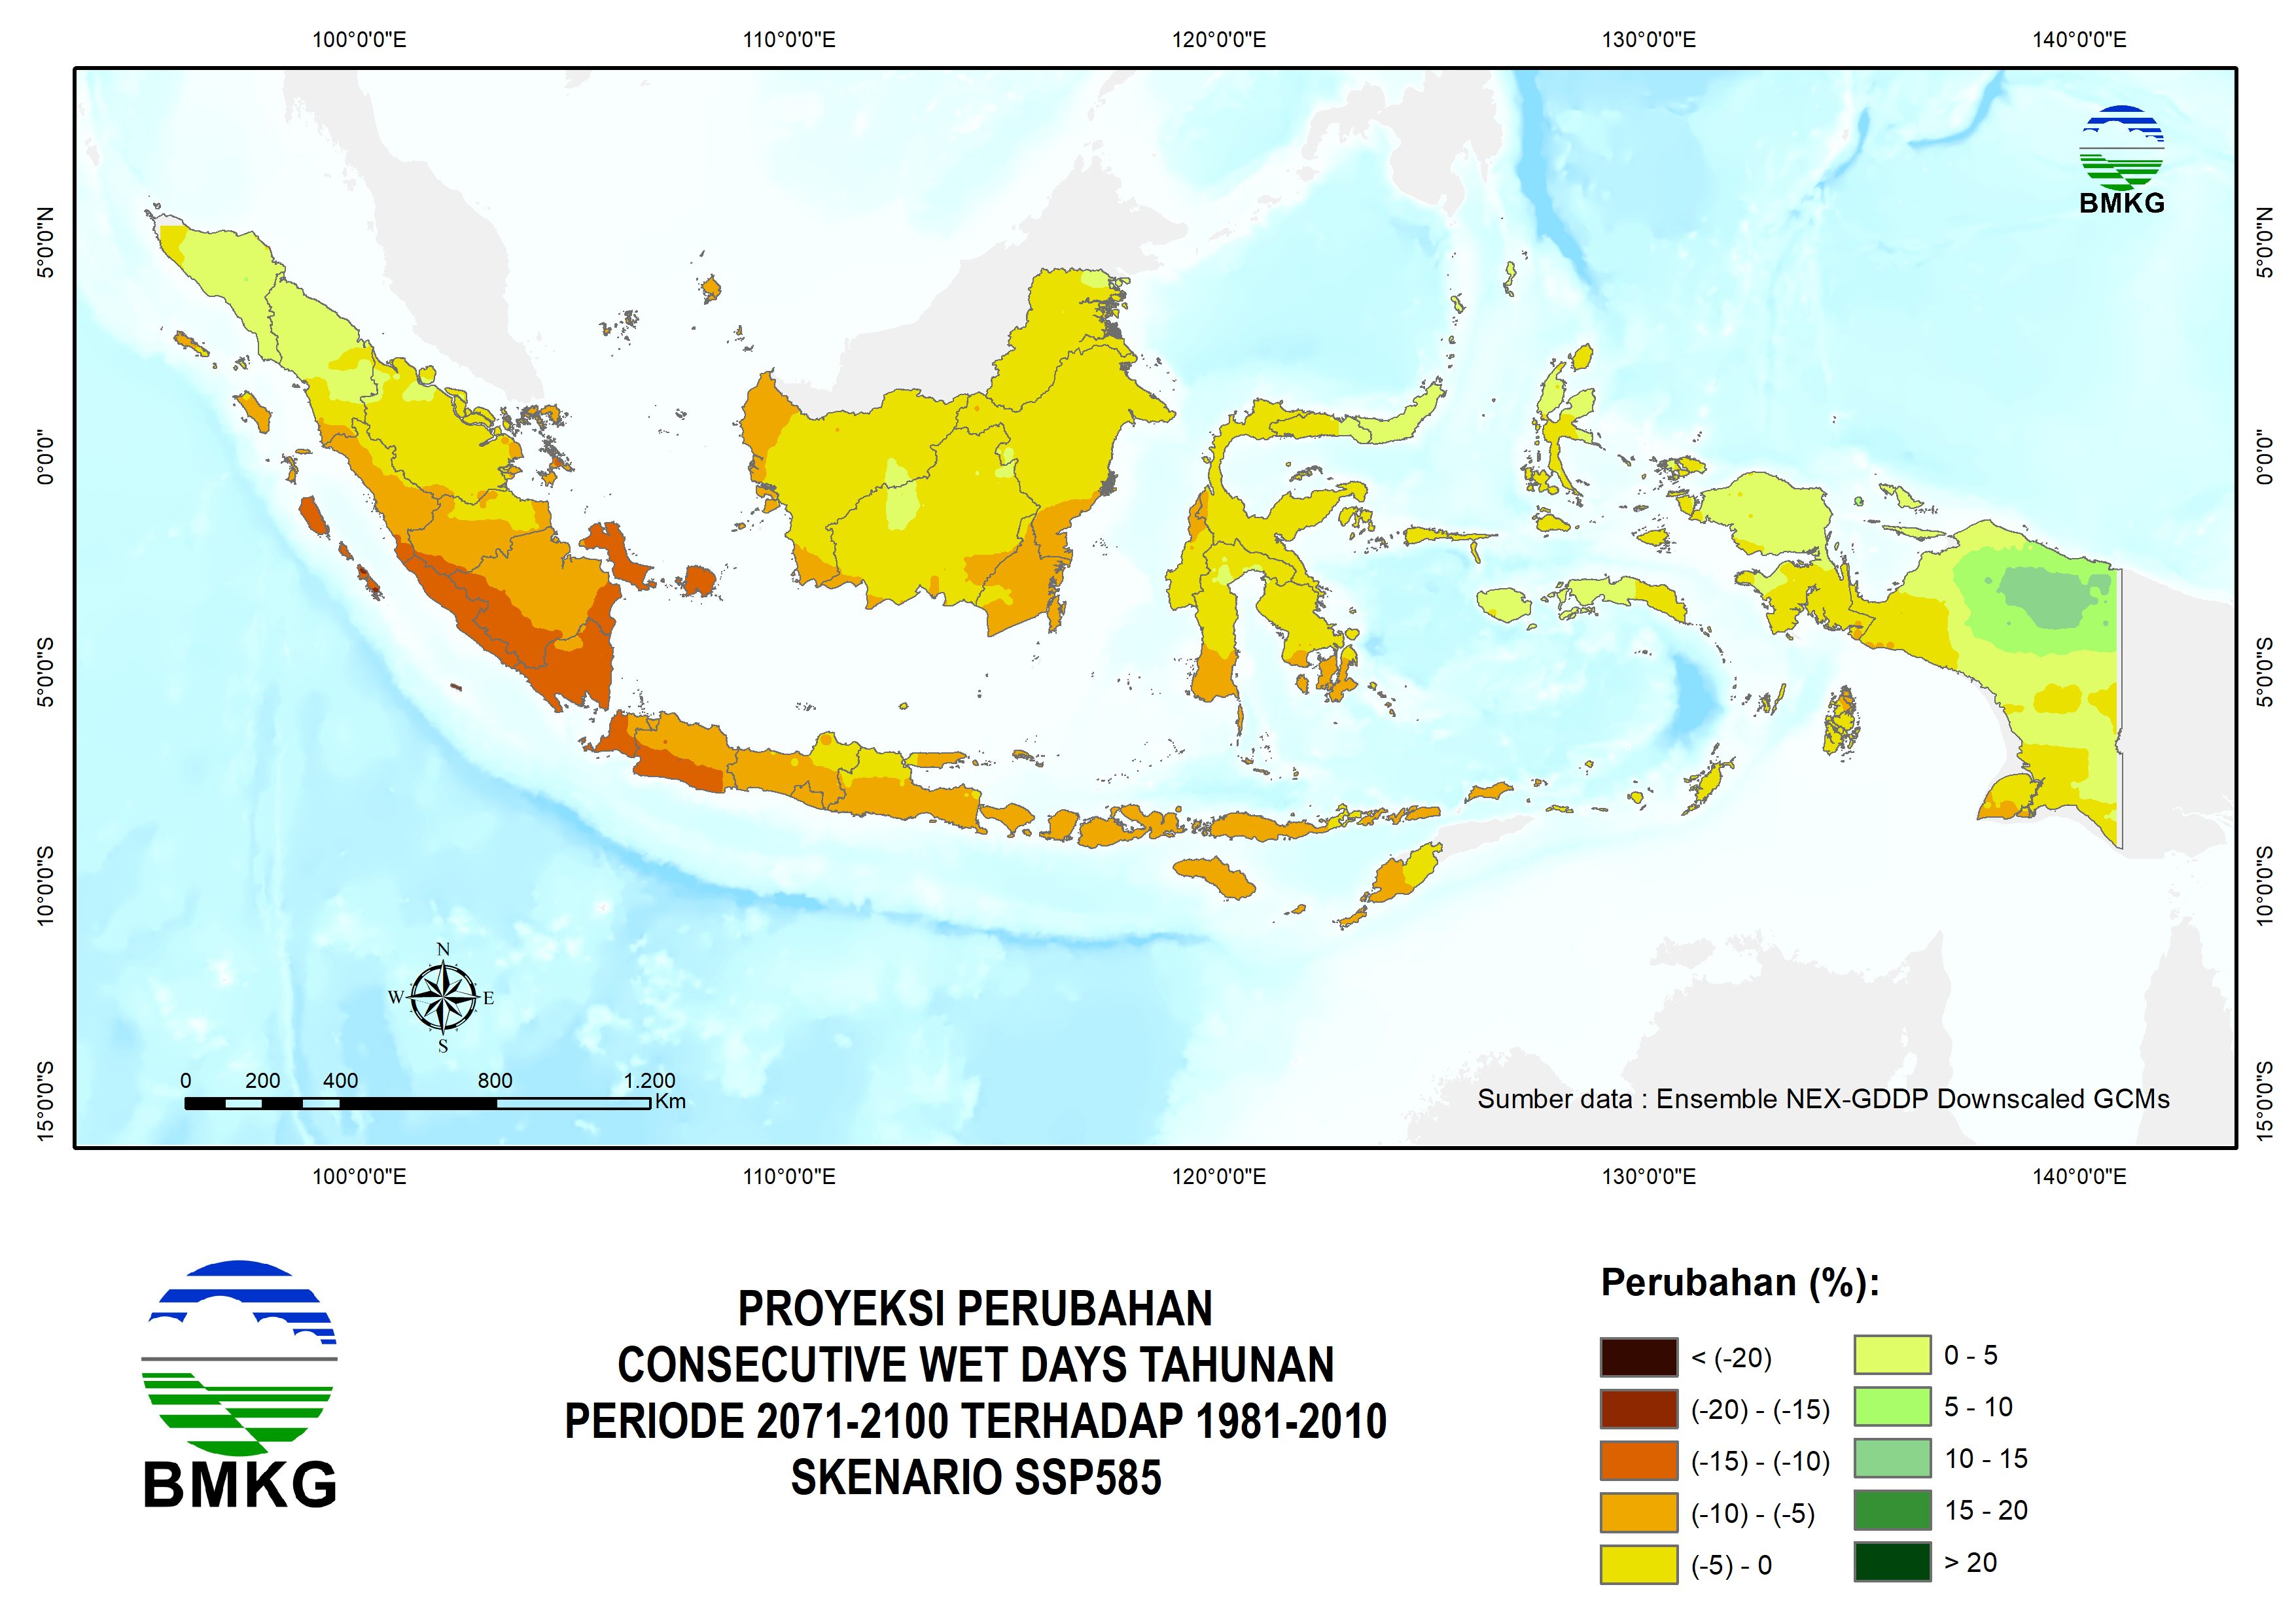 100°0'0"E 110°0'0"E 120°0'0"E 130°0'0"E 140°0'0"E
BMKG
5°0'0"N 5°0'0"N
0°0'0" 0°0'0"
5°0'0"S 5°0'0"S
10°0'0"S 10°0'0"S
15°0'0"S 15°0'0"S
N
W E
S
0 200 400 800 1.200
Km
Sumber data : Ensemble NEX-GDDP Downscaled GCMs
100°0'0"E 110°0'0"E 120°0'0"E 130°0'0"E 140°0'0"E
BMKG
PROYEKSI PERUBAHAN
CONSECUTIVE WET DAYS TAHUNAN
PERIODE 2071-2100 TERHADAP 1981-2010
SKENARIO SSP585
Perubahan (%):
< (-20)
(-20) - (-15)
(-15) - (-10)
(-10) - (-5)
(-5) - 0
0 - 5
5 - 10
10 - 15
15 - 20
> 20